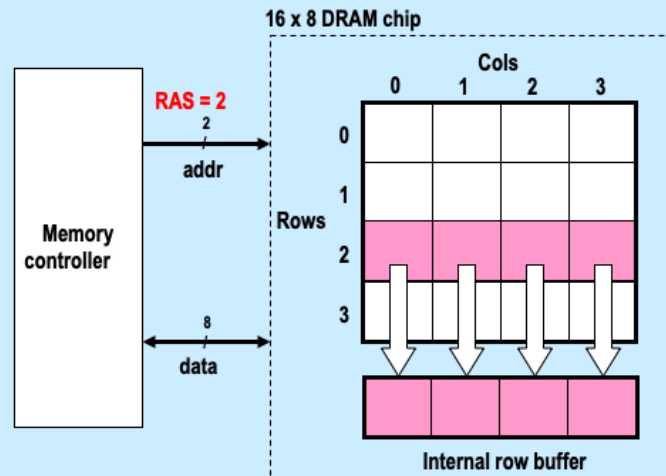 16 x 8 DRAM chip
Cols
0 1 2 3
RAS = 2
2
addr
0
1
Rows
2
3
Memory
controller
8
data
Internal row buffer